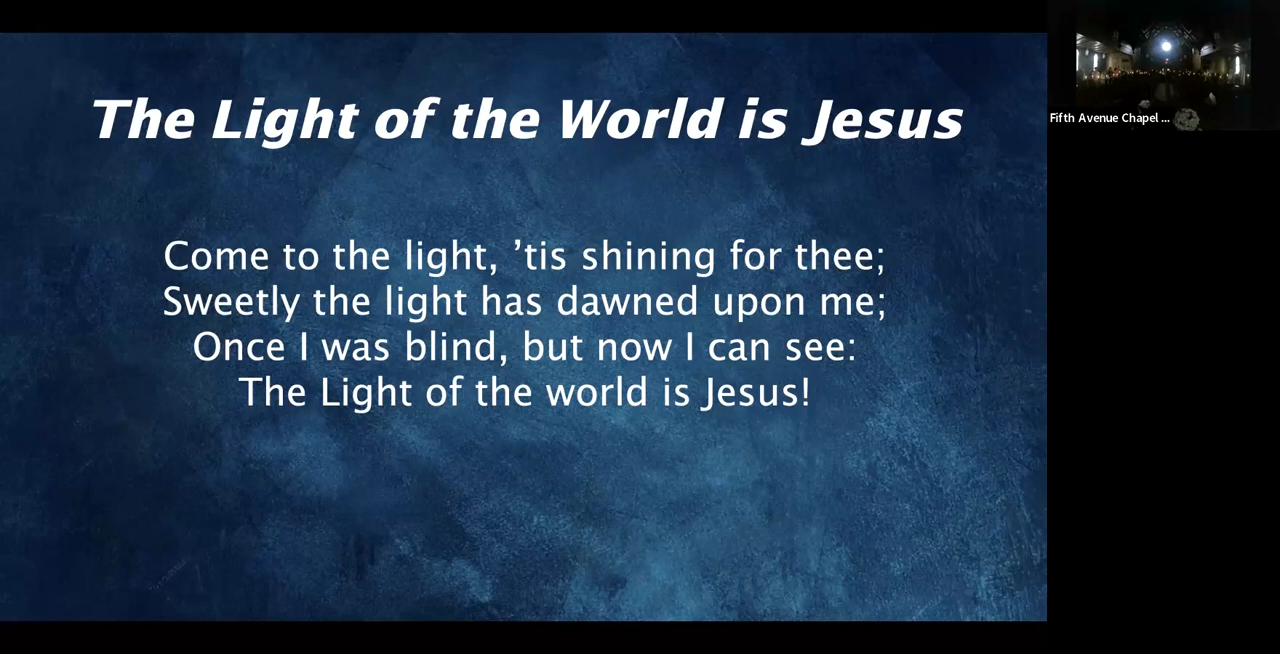 The Light of the World is Jesus
Come to the light, ’tis shining for thee;
Sweetly the light has dawned upon me;
Once I was blind, but now I can see:
The Light of the world is Jesus!
Fifth Avenue Chapel ...